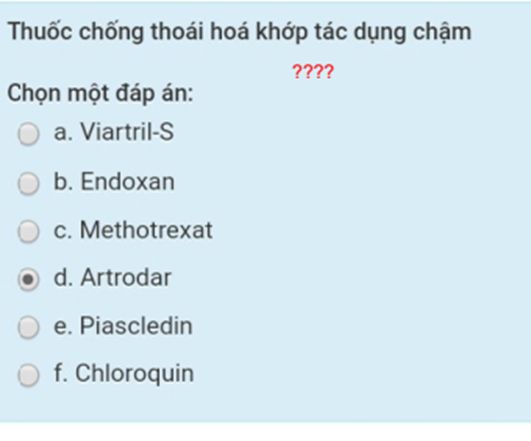 Thuốc chống thoái hoá khớp tác dụng chậm
????
Chọn một đáp án:
a. Viartril-S
b. Endoxan
c. Methotrexat
d. Artrodar
e. Piascledin
f. Chloroquin